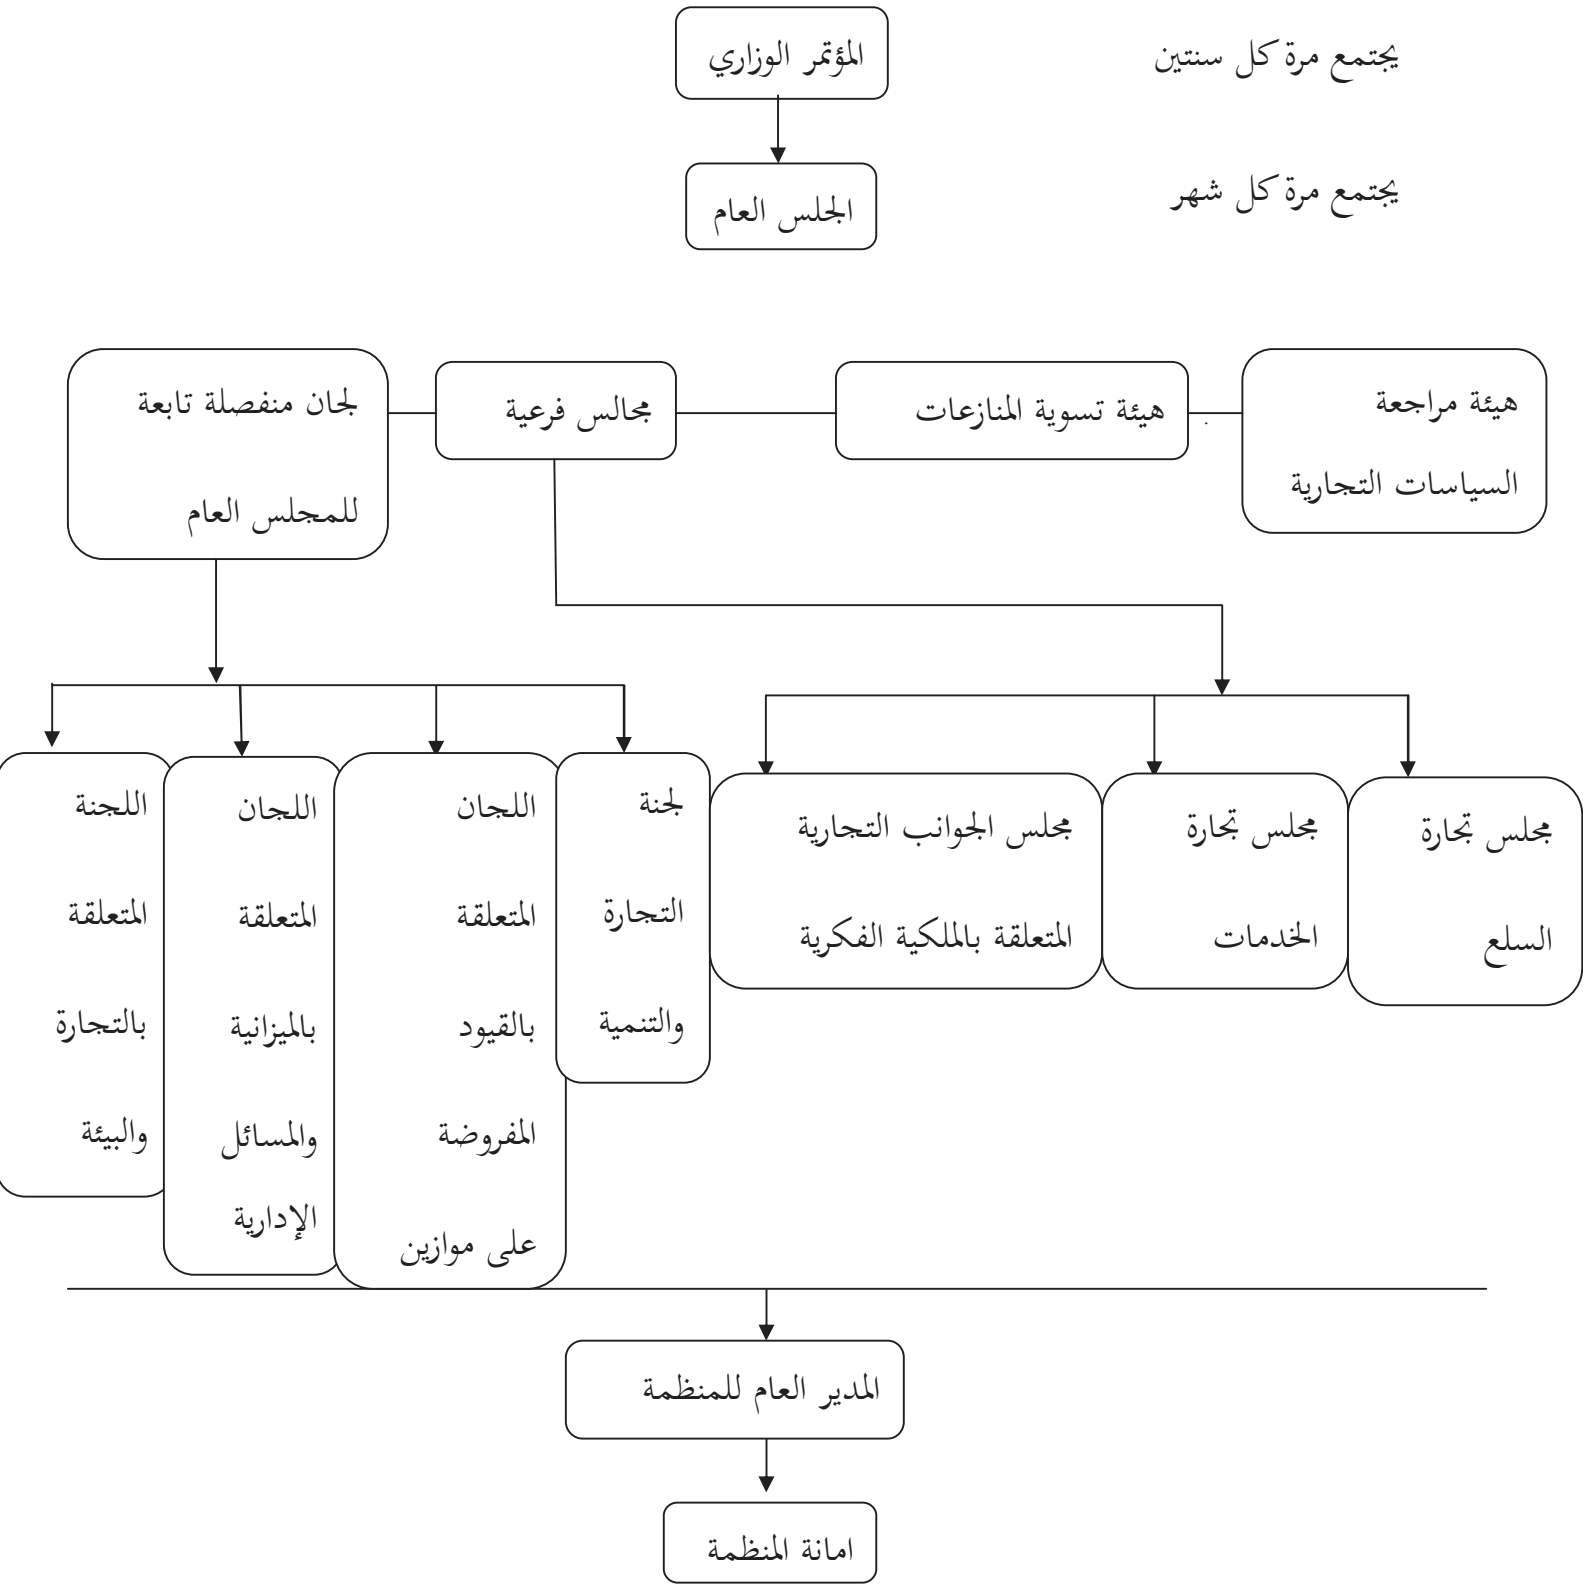 المؤتمر الوزاري
يجتمع مرة كل سنتين
المجلس العام
يجتمع مرة كل شهر
هيئة مراجعة
السياسات التجارية
هيئة تسوية المنازعات
مجالس فرعية
لجان منفصلة تابعة
للمجلس العام
مجلس تجارة
السلع
مجلس تجارة
الخدمات
مجلس الجوانب التجارية
المتعلقة بالملكية الفكرية
لجنة
التجارة
والتنمية
اللجان
المتعلقة
بالقيود
المفروضة
على موازين
اللجان
المتعلقة
بالميزانية
والمسائل
الإدارية
اللجنة
المتعلقة
بالتجارة
والبيئة
المدير العام للمنظمة
امانة المنظمة